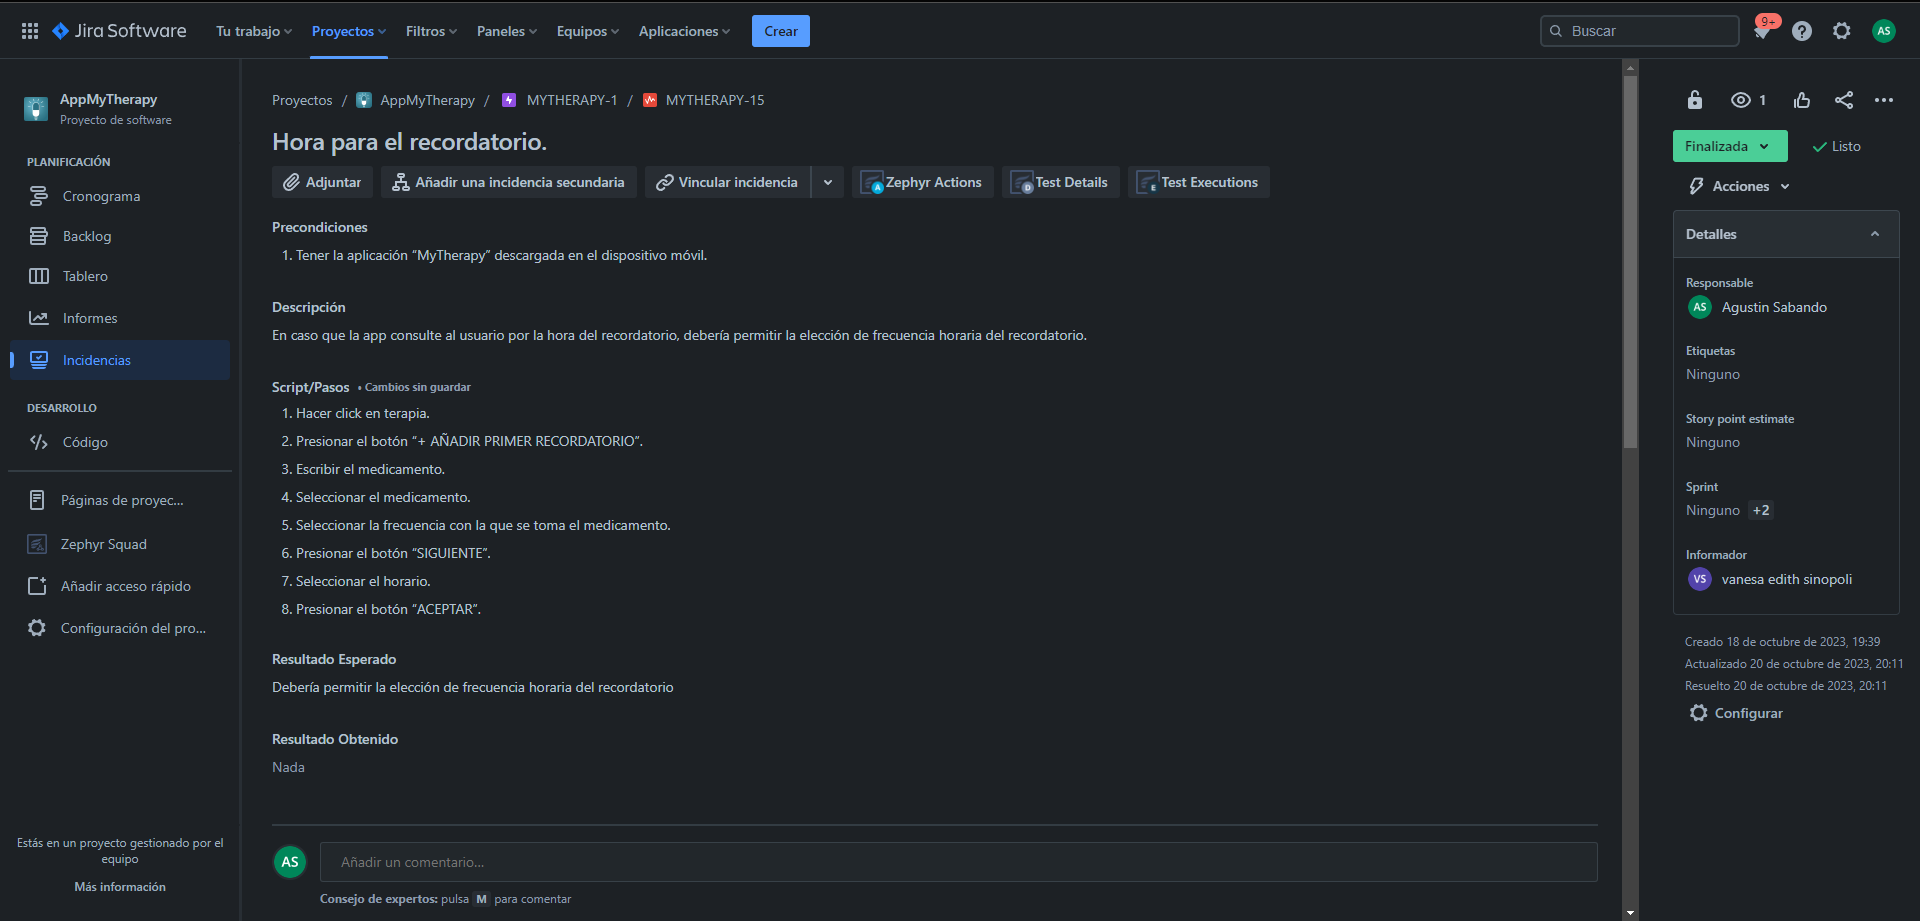 Jira Software
Tu trabajo
Proyectos
Filtros
Paneles
Equipos
Aplicaciones
Crear
Buscar
9+
AS
AppMyTherapy
Proyecto de software
PLANIFICACIÓN
Cronograma
Backlog
Tablero
Informes
Incidencias
DESARROLLO
Código
Páginas de proyec...
Zephyr Squad
Añadir acceso rápido
Configuración del pro...
Estás en un proyecto gestionado por el
equipo
Más información
Proyectos / AppMyTherapy / MYTHERAPY-1 / MYTHERAPY-15
Hora para el recordatorio.
Adjuntar
Añadir una incidencia secundaria
Vincular incidencia
Zephyr Actions
Test Details
Test Executions
Precondiciones
1. Tener la aplicación “MyTherapy” descargada en el dispositivo móvil.
Descripción
En caso que la app consulte al usuario por la hora del recordatorio, debería permitir la elección de frecuencia horaria del recordatorio.
Script/Pasos • Cambios sin guardar
1. Hacer click en terapia.
2. Presionar el botón “+ AÑADIR PRIMER RECORDATORIO”.
3. Escribir el medicamento.
4. Seleccionar el medicamento.
5. Seleccionar la frecuencia con la que se toma el medicamento.
6. Presionar el botón “SIGUIENTE”.
7. Seleccionar el horario.
8. Presionar el botón “ACEPTAR”.
Resultado Esperado
Debería permitir la elección de frecuencia horaria del recordatorio
Resultado Obtenido
Nada
AS
Añadir un comentario...
Consejo de expertos: pulsa M para comentar
1
Finalizada
Listo
Acciones
Detalles
Responsable
AS Agustin Sabando
Etiquetas
Ninguno
Story point estimate
Ninguno
Sprint
Ninguno +2
Informador
VS vanesa edith sinopoli
Creado 18 de octubre de 2023, 19:39
Actualizado 20 de octubre de 2023, 20:11
Resuelto 20 de octubre de 2023, 20:11
Configurar